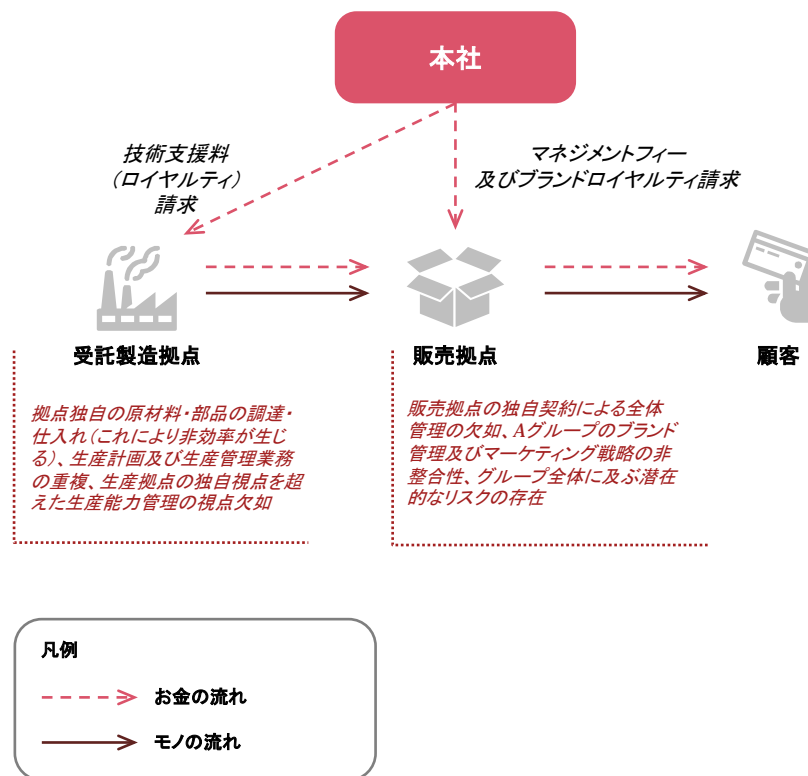 本社
技術支援料
（ロイヤルティ）
請求
マネジメントフィー
及びブランドロイヤルティ請求
受託製造拠点
販売拠点
顧客
拠点独自の原材料・部品の調達・
仕入れ（これにより非効率が生じ
る）、生産計画及び生産管理業務
の重複、生産拠点の独自視点を超
えた生産能力管理の視点欠如
販売拠点の独自契約による全体
管理の欠如、Aグループのブランド
管理及びマーケティング戦略の非
整合性、グループ全体に及ぶ潜在
的なリスクの存在
凡例
お金の流れ
モノの流れ